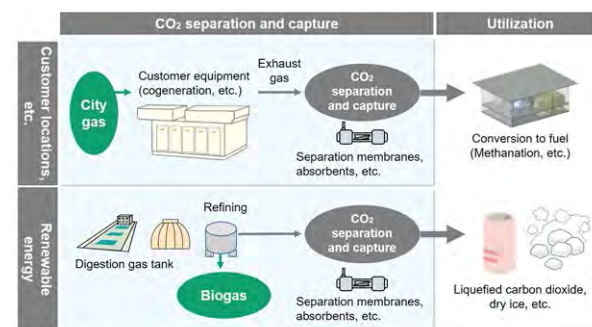 CO₂ separation and capture
Utilization
Customer locations,
etc.
City
gas
Customer equipment
(cogeneration, etc.)
Exhaust
gas
CO₂
separation
and capture
Separation membranes,
absorbents, etc.
Conversion to fuel
(Methanation, etc.)
Renewable
energy
Digestion gas tank
Refining
Biogas
CO₂
separation
and capture
Separation membranes,
absorbents, etc.
Liquefied carbon dioxide,
dry ice, etc.